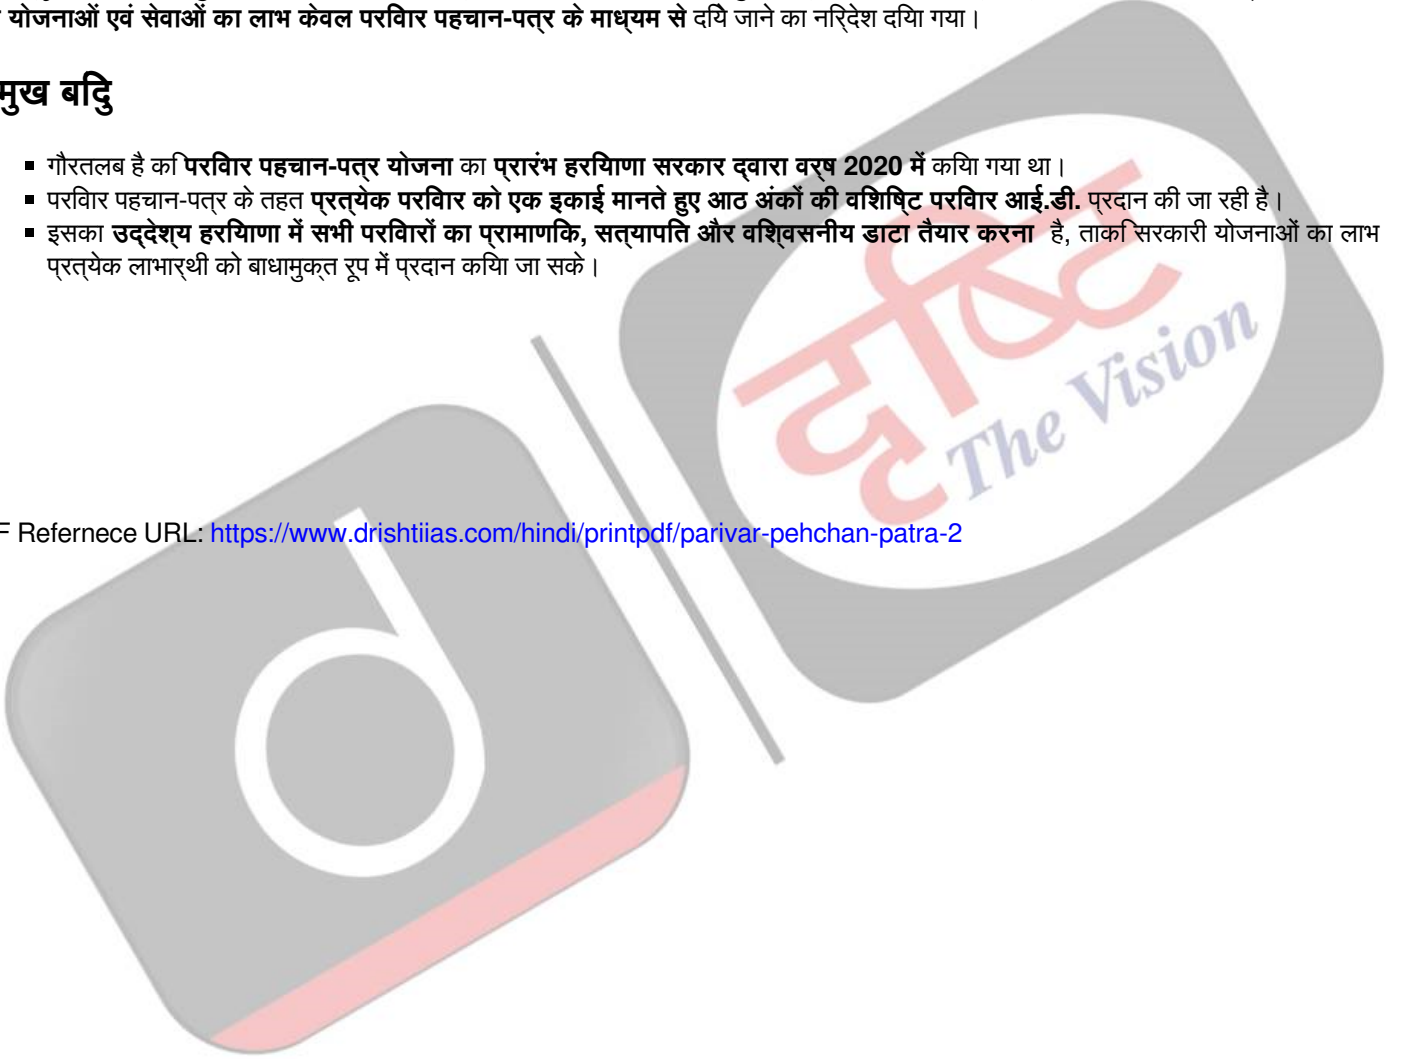 योजनाओं एवं सेवाओं का लाभ केवल परिवार पहचान-पत्र के माध्यम से दिये जाने का निर्देश दिया गया।
मुख बिंदु
▪ गौरतलब है कि परिवार पहचान-पत्र योजना का प्रारंभ हरियाणा सरकार द्वारा वर्ष 2020 में किया गया था।
▪ परिवार पहचान-पत्र के तहत प्रत्येक परिवार को एक इकाई मानते हुए आठ अंकों की विशिष्ट परिवार आई.डी. प्रदान की जा रही है।
▪ इसका उद्देश्य हरियाणा में सभी परिवारों का प्रामाणिक, सत्यापित और विश्वसनीय डाटा तैयार करना है, ताकि सरकारी योजनाओं का लाभ
प्रत्येक लाभार्थी को बाधामुक्त रूप में प्रदान किया जा सके।
दृष्टि
The Vision
F Refernece URL: https://www.drishtiias.com/hindi/printpdf/parivar-pehchan-patra-2
d